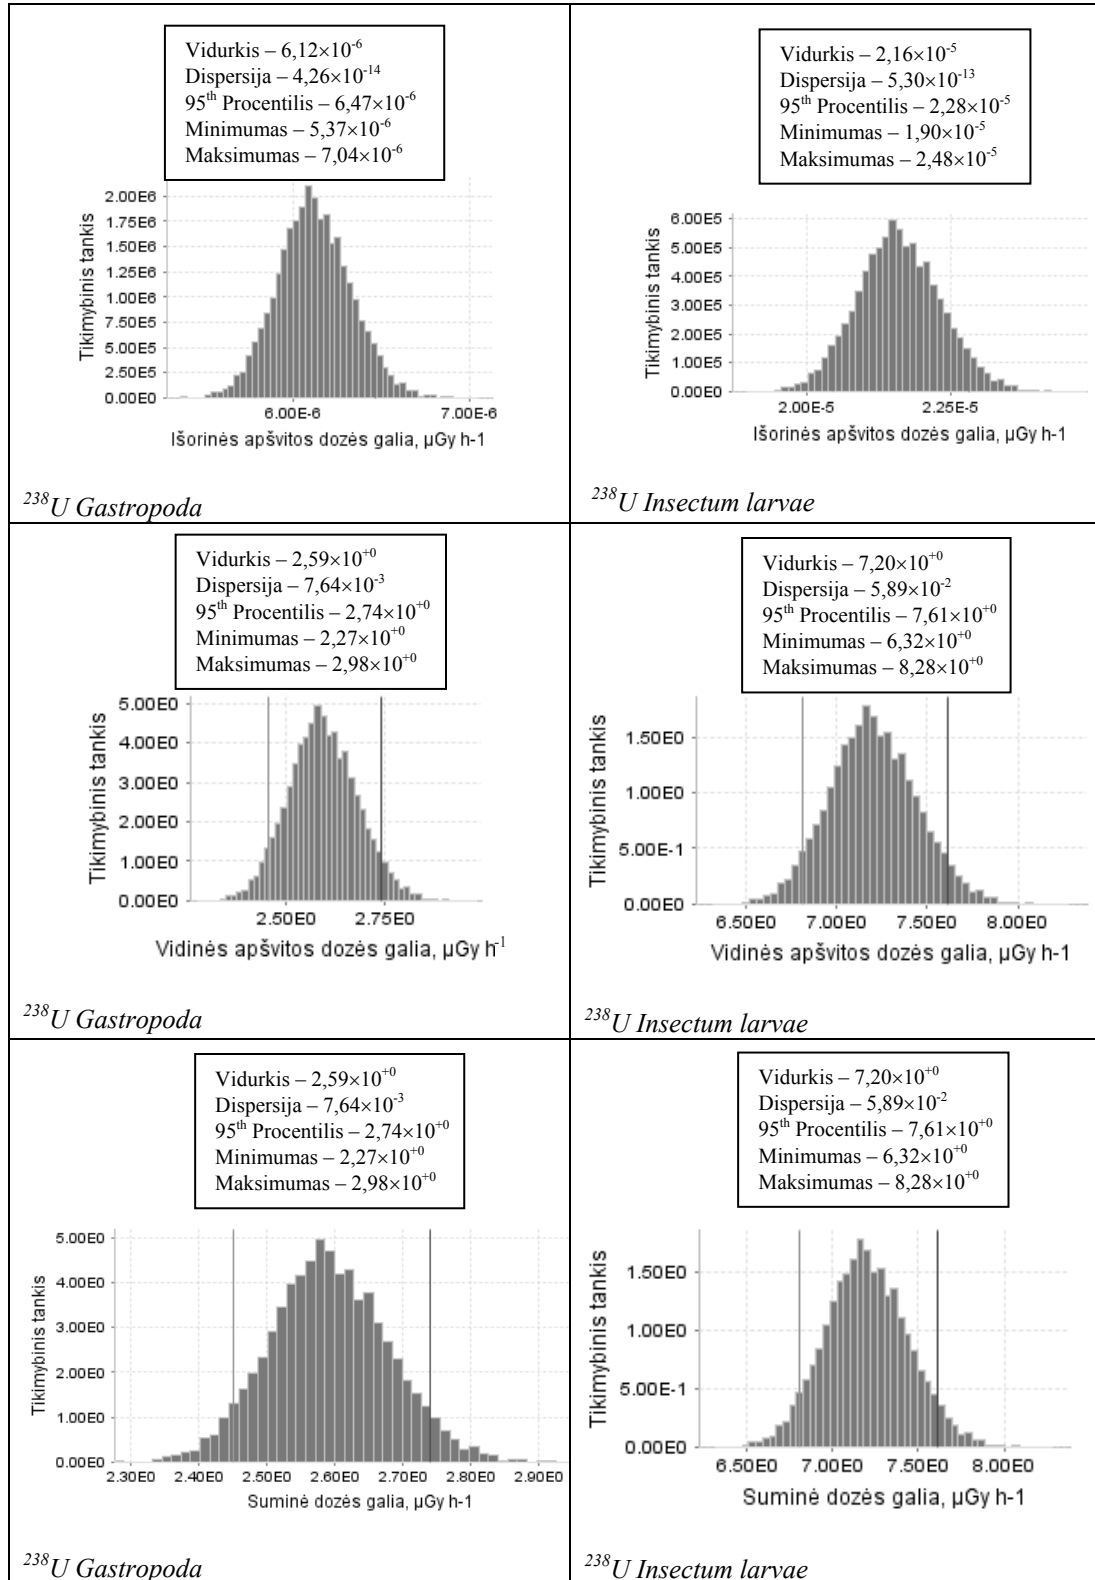 Vidurkis – 6,12×10⁻⁶
Dispersija – 4,26×10⁻¹⁴
95ᵗʰ Procentilis – 6,47×10⁻⁶
Minimumas – 5,37×10⁻⁶
Maksimumas – 7,04×10⁻⁶
Tikimybinis tankis
2.00E6
1.75E6
1.50E6
1.25E6
1.00E6
7.50E5
5.00E5
2.50E5
0.00E0
6.00E-6 7.00E-6
Išorinės apšvitos dozės galia, µGy h-1
²³⁸U Gastropoda
Vidurkis – 2,16×10⁻⁵
Dispersija – 5,30×10⁻¹³
95ᵗʰ Procentilis – 2,28×10⁻⁵
Minimumas – 1,90×10⁻⁵
Maksimumas – 2,48×10⁻⁵
Tikimybinis tankis
6.00E5
5.00E5
4.00E5
3.00E5
2.00E5
1.00E5
0.00E0
2.00E-5 2.25E-5
Išorinės apšvitos dozės galia, µGy h-1
²³⁸U Insectum larvae
Vidurkis – 2,59×10⁺⁰
Dispersija – 7,64×10⁻³
95ᵗʰ Procentilis – 2,74×10⁺⁰
Minimumas – 2,27×10⁺⁰
Maksimumas – 2,98×10⁺⁰
Tikimybinis tankis
5.00E0
4.00E0
3.00E0
2.00E0
1.00E0
0.00E0
2.50E0 2.75E0
Vidinės apšvitos dozės galia, µGy h⁻¹
²³⁸U Gastropoda
Vidurkis – 7,20×10⁺⁰
Dispersija – 5,89×10⁻²
95ᵗʰ Procentilis – 7,61×10⁺⁰
Minimumas – 6,32×10⁺⁰
Maksimumas – 8,28×10⁺⁰
Tikimybinis tankis
1.50E0
1.00E0
5.00E-1
0.00E0
6.50E0 7.00E0 7.50E0 8.00E0
Vidinės apšvitos dozės galia, µGy h-1
²³⁸U Insectum larvae
Vidurkis – 2,59×10⁺⁰
Dispersija – 7,64×10⁻³
95ᵗʰ Procentilis – 2,74×10⁺⁰
Minimumas – 2,27×10⁺⁰
Maksimumas – 2,98×10⁺⁰
Tikimybinis tankis
5.00E0
4.00E0
3.00E0
2.00E0
1.00E0
0.00E0
2.30E0 2.40E0 2.50E0 2.60E0 2.70E0 2.80E0 2.90E0
Suminė dozės galia, µGy h-1
²³⁸U Gastropoda
Vidurkis – 7,20×10⁺⁰
Dispersija – 5,89×10⁻²
95ᵗʰ Procentilis – 7,61×10⁺⁰
Minimumas – 6,32×10⁺⁰
Maksimumas – 8,28×10⁺⁰
Tikimybinis tankis
1.50E0
1.00E0
5.00E-1
0.00E0
6.50E0 7.00E0 7.50E0 8.00E0
Suminė dozės galia, µGy h-1
²³⁸U Insectum larvae